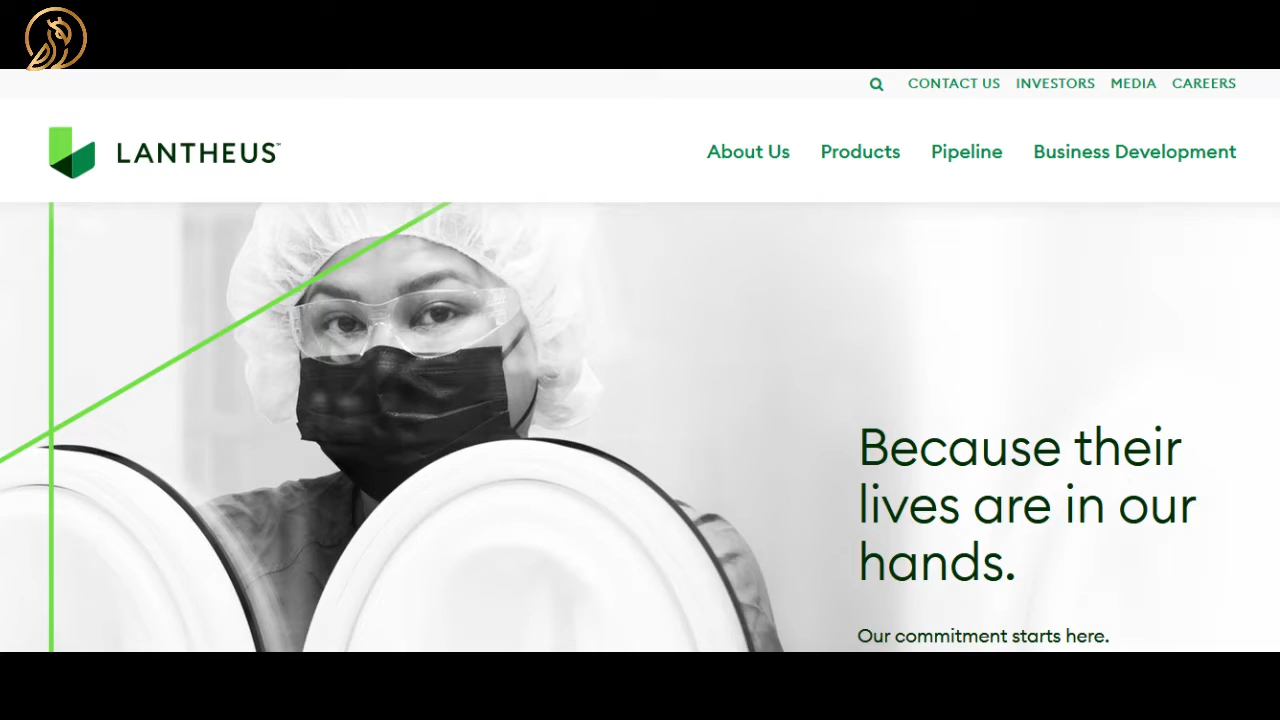 CONTACT US INVESTORS MEDIA CAREERS
LANTHEUS™
About Us Products Pipeline Business Development
Because their
lives are in our
hands.
Our commitment starts here.